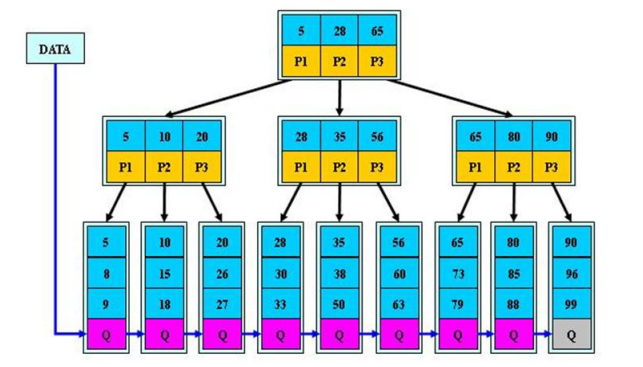 5 28 65
DATA
P1 P2 P3
5 10 20 28 35 56 65 80 90
P1 P2 P3 P1 P2 P3 P1 P2 P3
5 10 20 28 35 56 65 80 90
8 15 26 30 38 60 73 85 96
9 18 27 33 50 63 79 88 99
Q Q Q Q Q Q Q Q Q